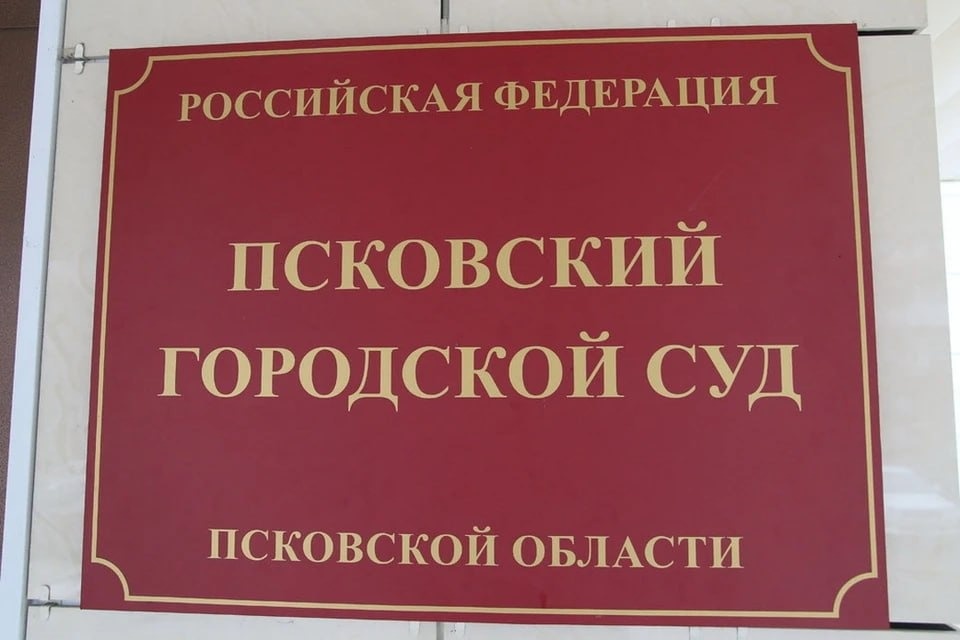 РОССИЙСКАЯ ФЕДЕРАЦИЯ
ПСКОВСКИЙ
ГОРОДСКОЙ СУД
ПСКОВСКОЙ ОБЛАСТИ